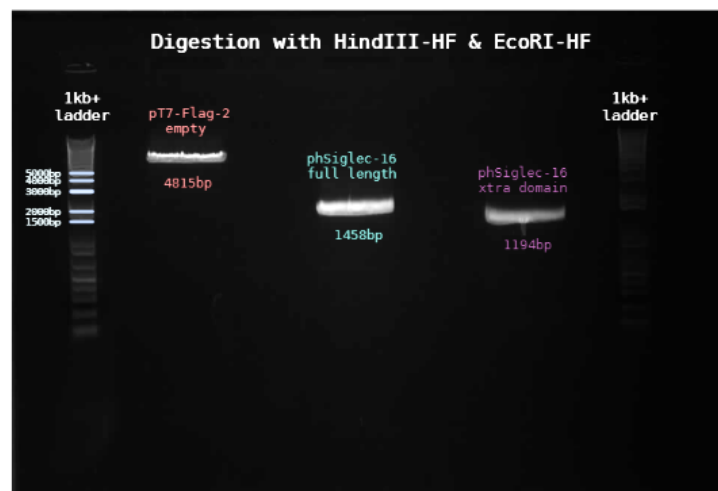 Digestion with HindIII-HF & EcoRI-HF
1kb+
ladder
pT7-Flag-2
empty
4815bp
phSiglec-16
full length
1458bp
phSiglec-16
xtra domain
1194bp
1kb+
ladder
5000bp
4000bp
3000bp
2000bp
1500bp